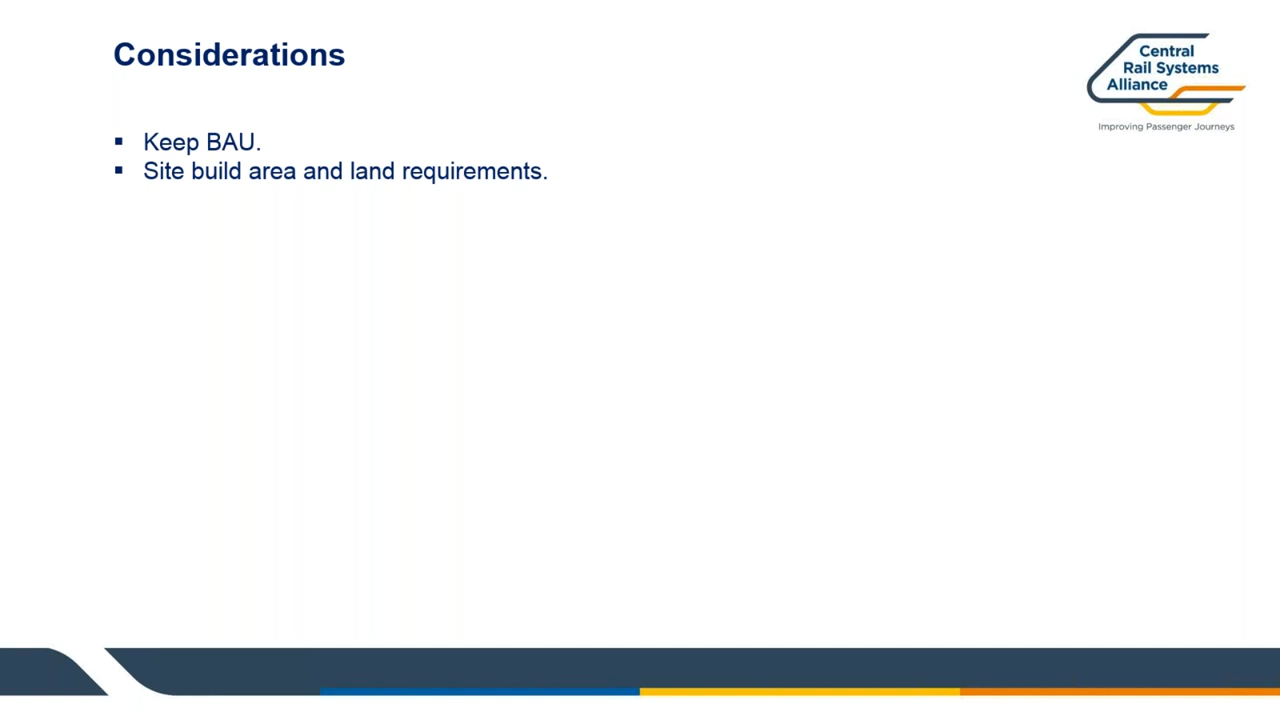 Considerations
Central
Rail Systems
Alliance
Improving Passenger Journeys
▪ Keep BAU.
▪ Site build area and land requirements.